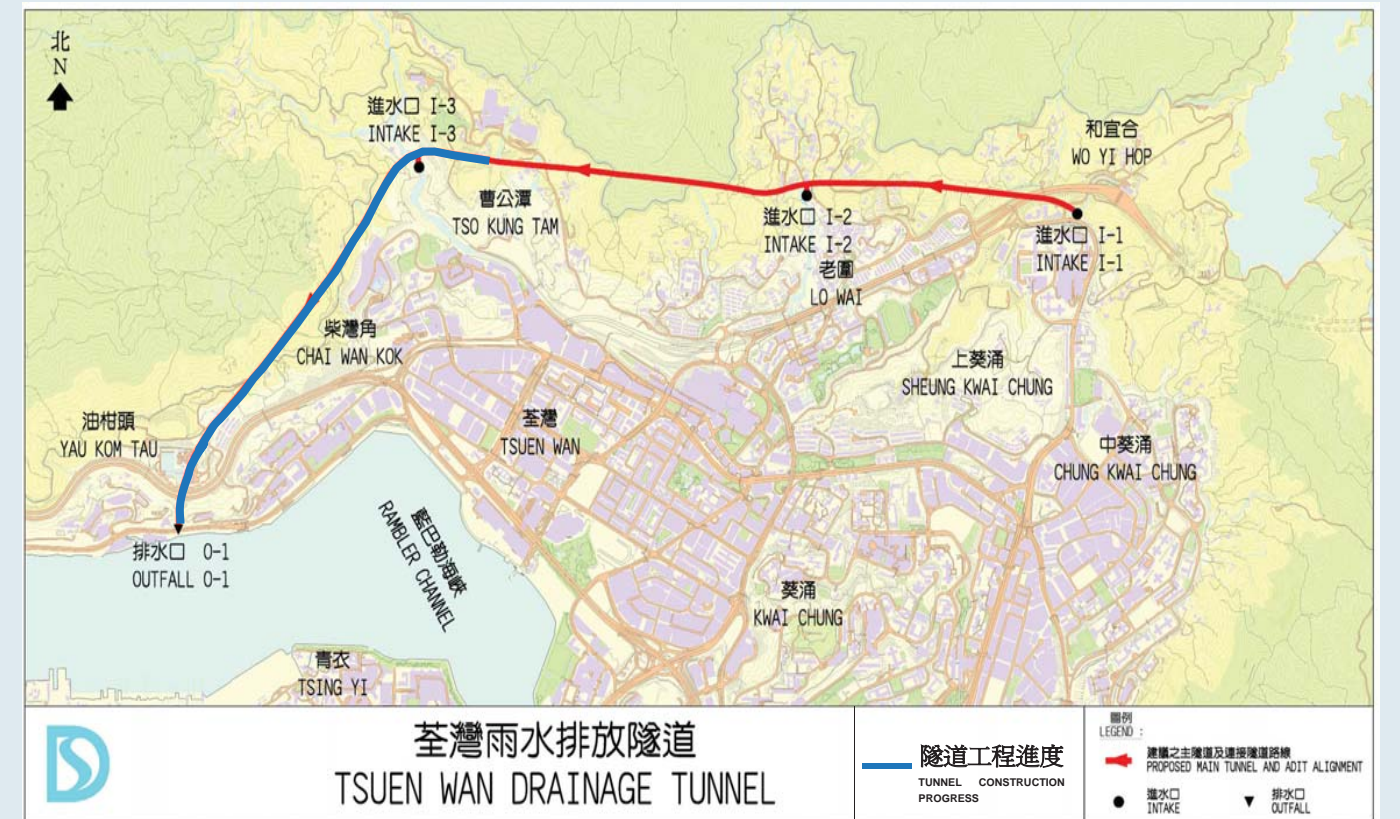 北
N
進水口 I-3
INTAKE I-3
和宜合
WO YI HOP
曹公潭
TSO KUNG TAM
進水口 I-2
INTAKE I-2
進水口 I-1
INTAKE I-1
老圍
LO WAI
柴灣角
CHAI WAN KOK
上葵涌
SHEUNG KWAI CHUNG
油柑頭
YAU KOM TAU
荃灣
TSUEN WAN
中葵涌
CHUNG KWAI CHUNG
藍巴勒海峽
RAMBLER CHANNEL
排水口 O-1
OUTFALL O-1
葵涌
KWAI CHUNG
青衣
TSING YI
荃灣雨水排放隧道
TSUEN WAN DRAINAGE TUNNEL
隧道工程進度
TUNNEL CONSTRUCTION
PROGRESS
圖例
LEGEND :
建議之主隧道及連接隧道路線
PROPOSED MAIN TUNNEL AND ADIT ALIGNMENT
進水口
INTAKE
排水口
OUTFALL